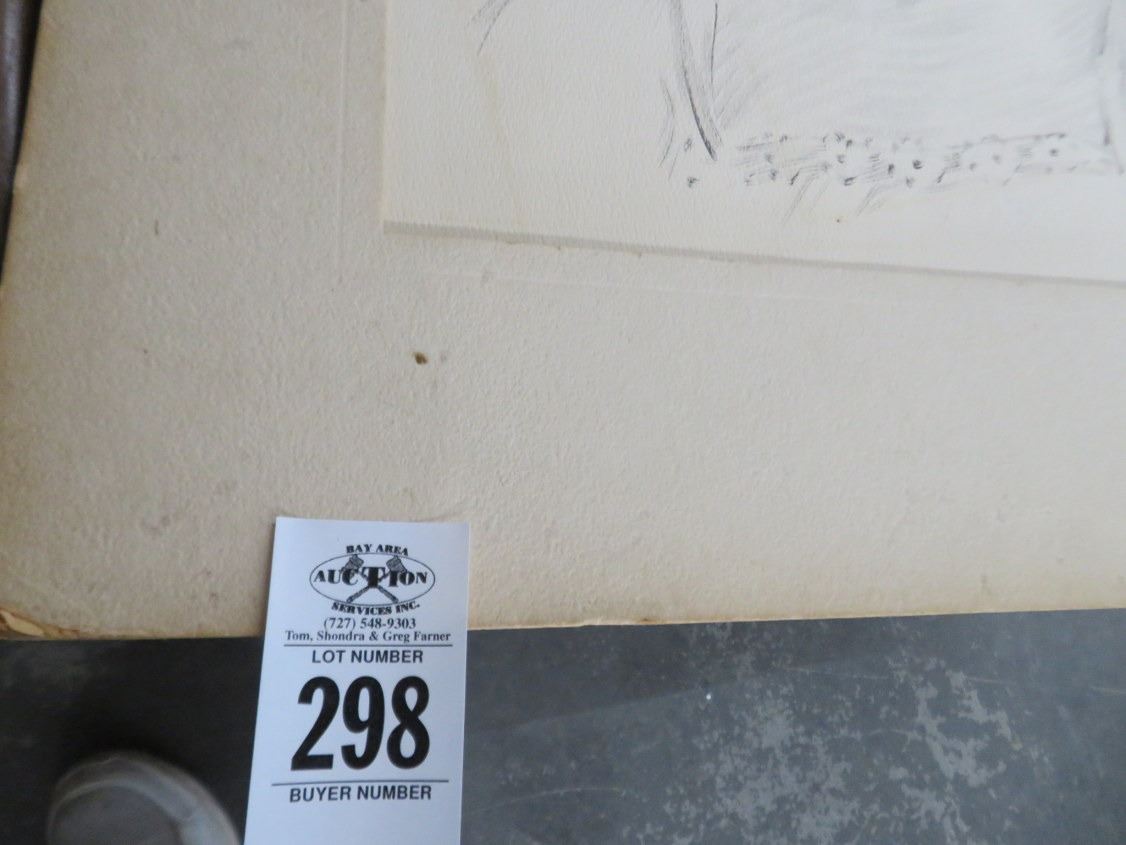 BAY AREA
AUCTION
SERVICES INC.
(727) 548-9303
Tom, Shondra & Greg Farner
LOT NUMBER
298
BUYER NUMBER